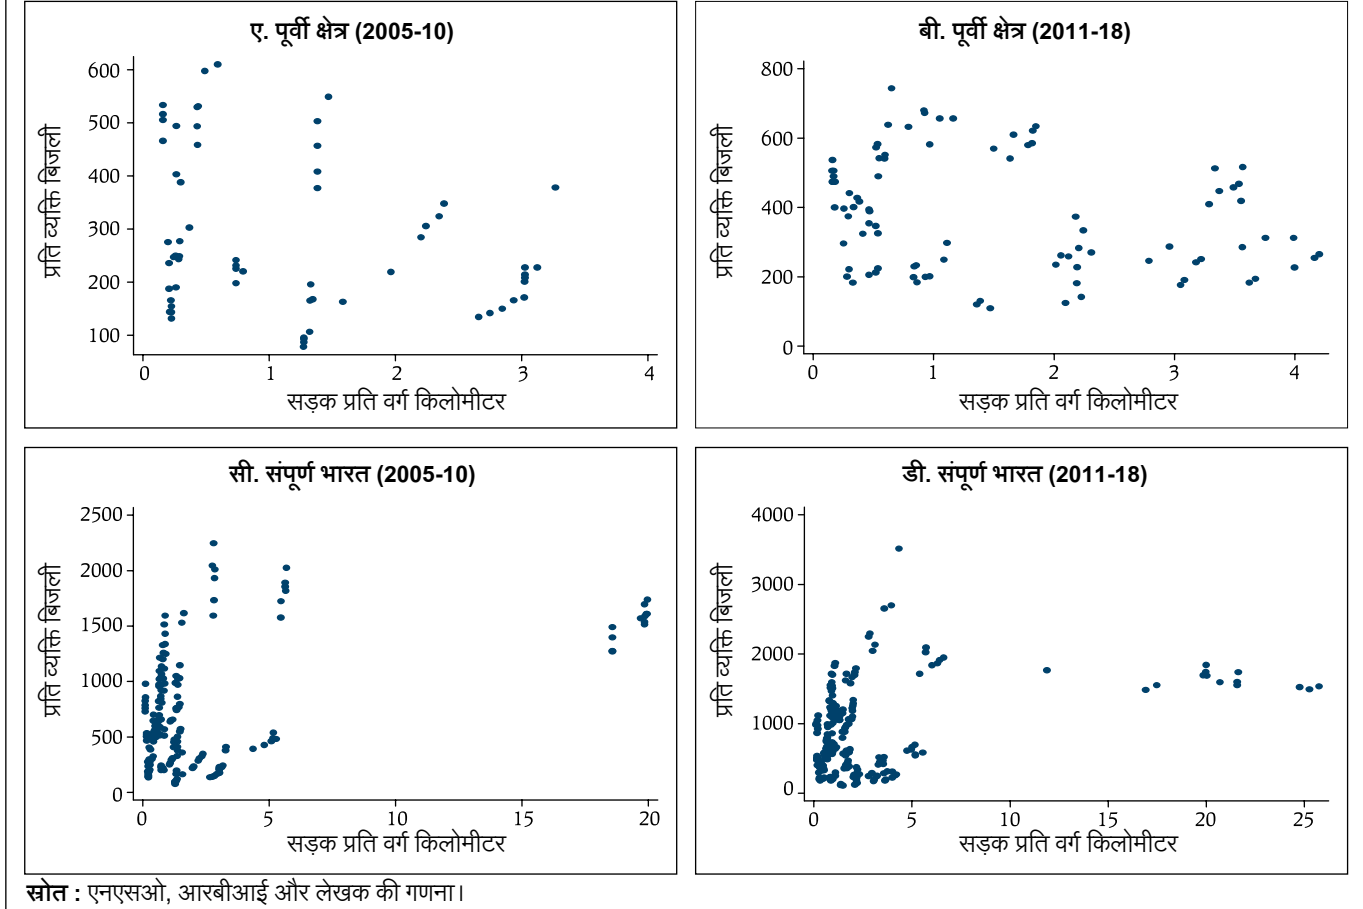 ए. पूर्वी क्षेत्र (2005-10)
प्रति व्यक्ति बिजली
600
500
400
300
200
100
0 1 2 3 4
सड़क प्रति वर्ग किलोमीटर
बी. पूर्वी क्षेत्र (2011-18)
प्रति व्यक्ति बिजली
800
600
400
200
0
0 1 2 3 4
सड़क प्रति वर्ग किलोमीटर
सी. संपूर्ण भारत (2005-10)
प्रति व्यक्ति बिजली
2500
2000
1500
1000
500
0
0 5 10 15 20
सड़क प्रति वर्ग किलोमीटर
डी. संपूर्ण भारत (2011-18)
प्रति व्यक्ति बिजली
4000
3000
2000
1000
0
0 5 10 15 20 25
सड़क प्रति वर्ग किलोमीटर
स्रोत : एनएसओ, आरबीआई और लेखक की गणना।